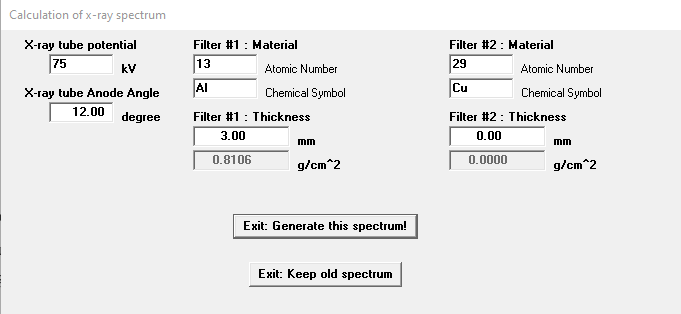 Calculation of x-ray spectrum
X-ray tube potential
75 kV
X-ray tube Anode Angle
12.00 degree
Filter #1 : Material
13 Atomic Number
Al Chemical Symbol
Filter #1 : Thickness
3.00 mm
0.8106 g/cm^2
Filter #2 : Material
29 Atomic Number
Cu Chemical Symbol
Filter #2 : Thickness
0.00 mm
0.0000 g/cm^2
Exit: Generate this spectrum!
Exit: Keep old spectrum